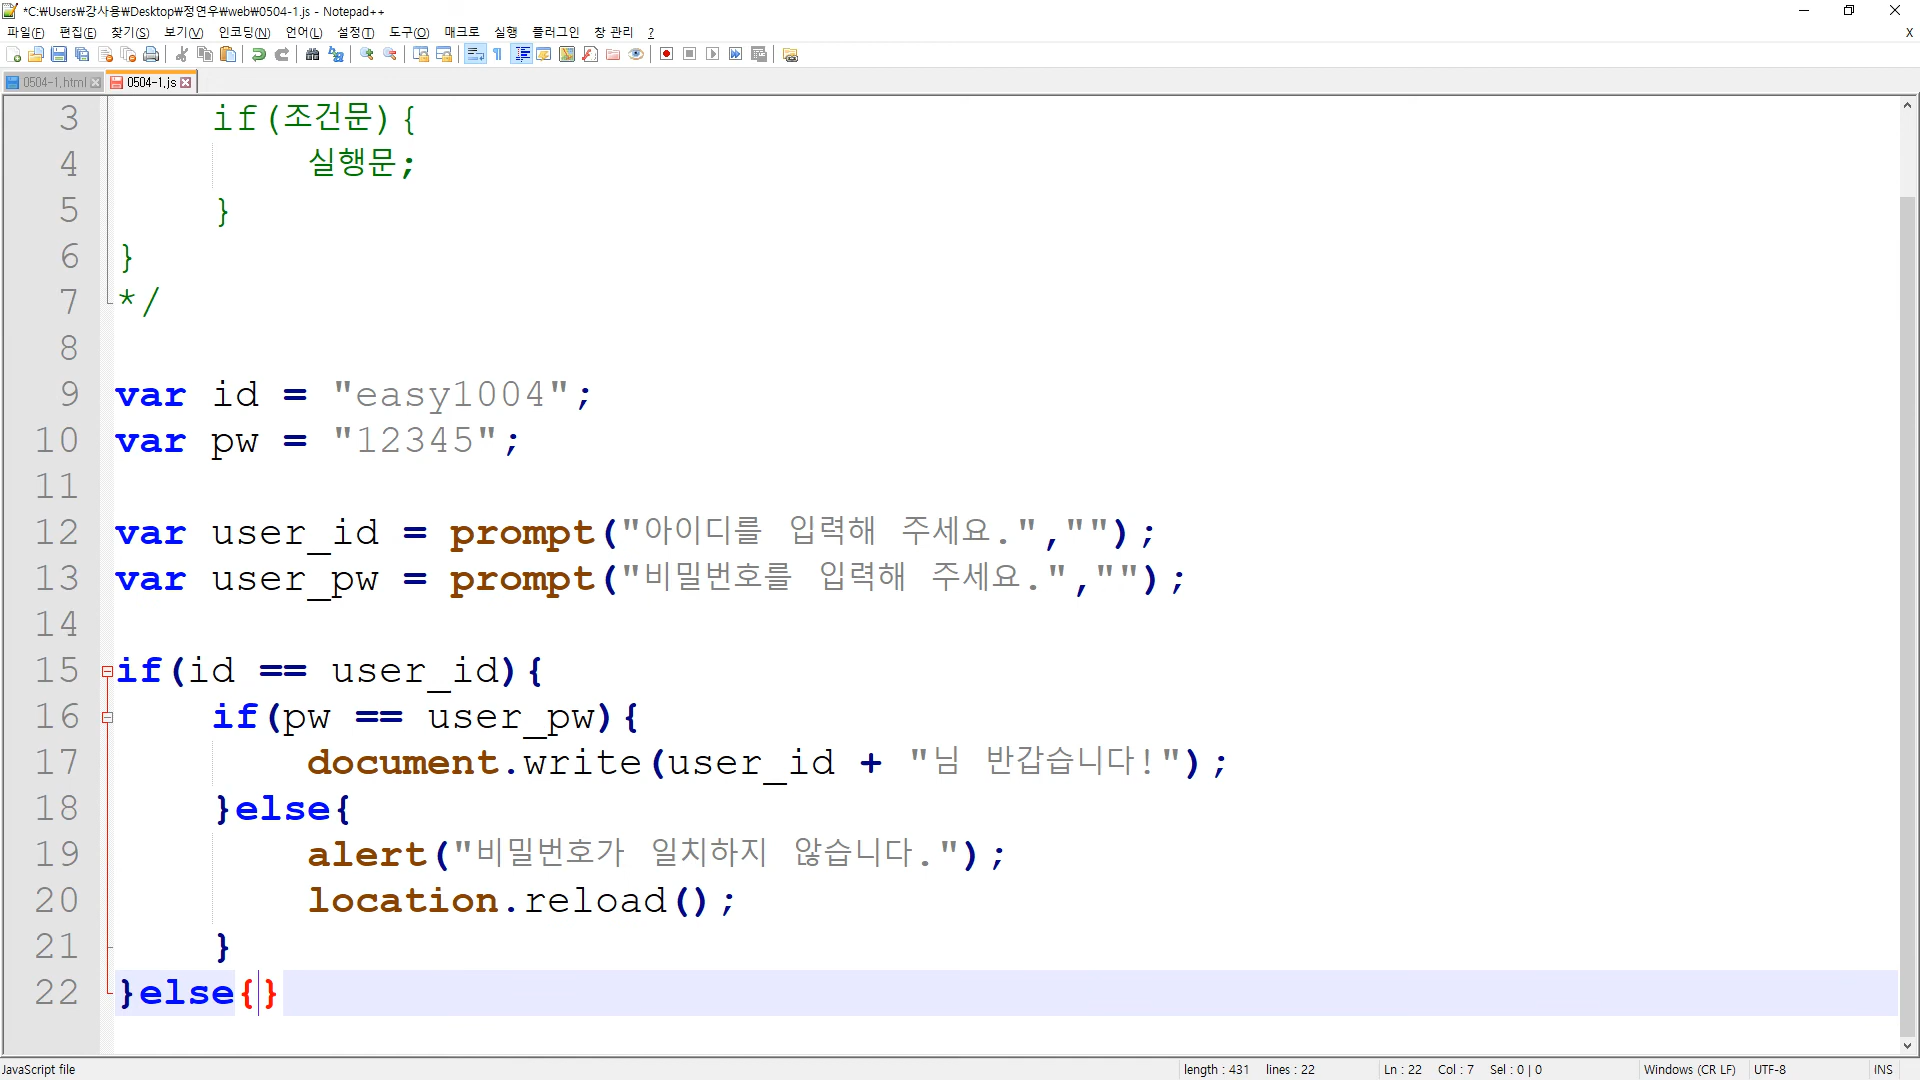 *C:₩Users₩강사용₩Desktop₩정연우₩web₩0504-1.js - Notepad++
파일(F) 편집(E) 찾기(S) 보기(V) 인코딩(N) 언어(L) 설정(T) 도구(O) 매크로 실행 플러그인 창 관리 ? X
0504-1.html 0504-1.js
3 if(조건문){
4 실행문;
5 }
6 }
7 */
8
9 var id = "easy1004";
10 var pw = "12345";
11
12 var user_id = prompt("아이디를 입력해 주세요.","");
13 var user_pw = prompt("비밀번호를 입력해 주세요.","");
14
15 if(id == user_id){
16 if(pw == user_pw){
17 document.write(user_id + "님 반갑습니다!");
18 }else{
19 alert("비밀번호가 일치하지 않습니다.");
20 location.reload();
21 }
22 }else{}
JavaScript file length : 431 lines : 22 Ln : 22 Col : 7 Sel : 0 | 0 Windows (CR LF) UTF-8 INS